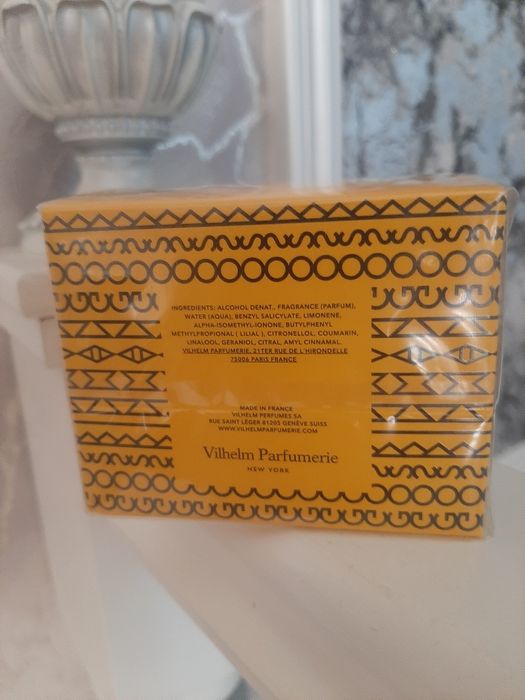 INGREDIENTS: ALCOHOL DENAT., FRAGRANCE (PARFUM),
WATER (AQUA), BENZYL SALICYLATE, LIMONENE,
ALPHA-ISOMETHYL-IONONE, BUTYLPHENYL
METHYLPROPIONAL ( LILIAL ), CITRONELLOL, COUMARIN,
LINALOOL, GERANIOL, CITRAL, AMYL CINNAMAL.
VILHELM PARFUMERIE, 21TER RUE DE L'HIRONDELLE
75006 PARIS FRANCE
MADE IN FRANCE
VILHELM PERFUMES SA
RUE SAINT LÉGER 81205 GENÈVE SUISS
WWW.VILHELMPARFUMERIE.COM
Vilhelm Parfumerie
NEW YORK